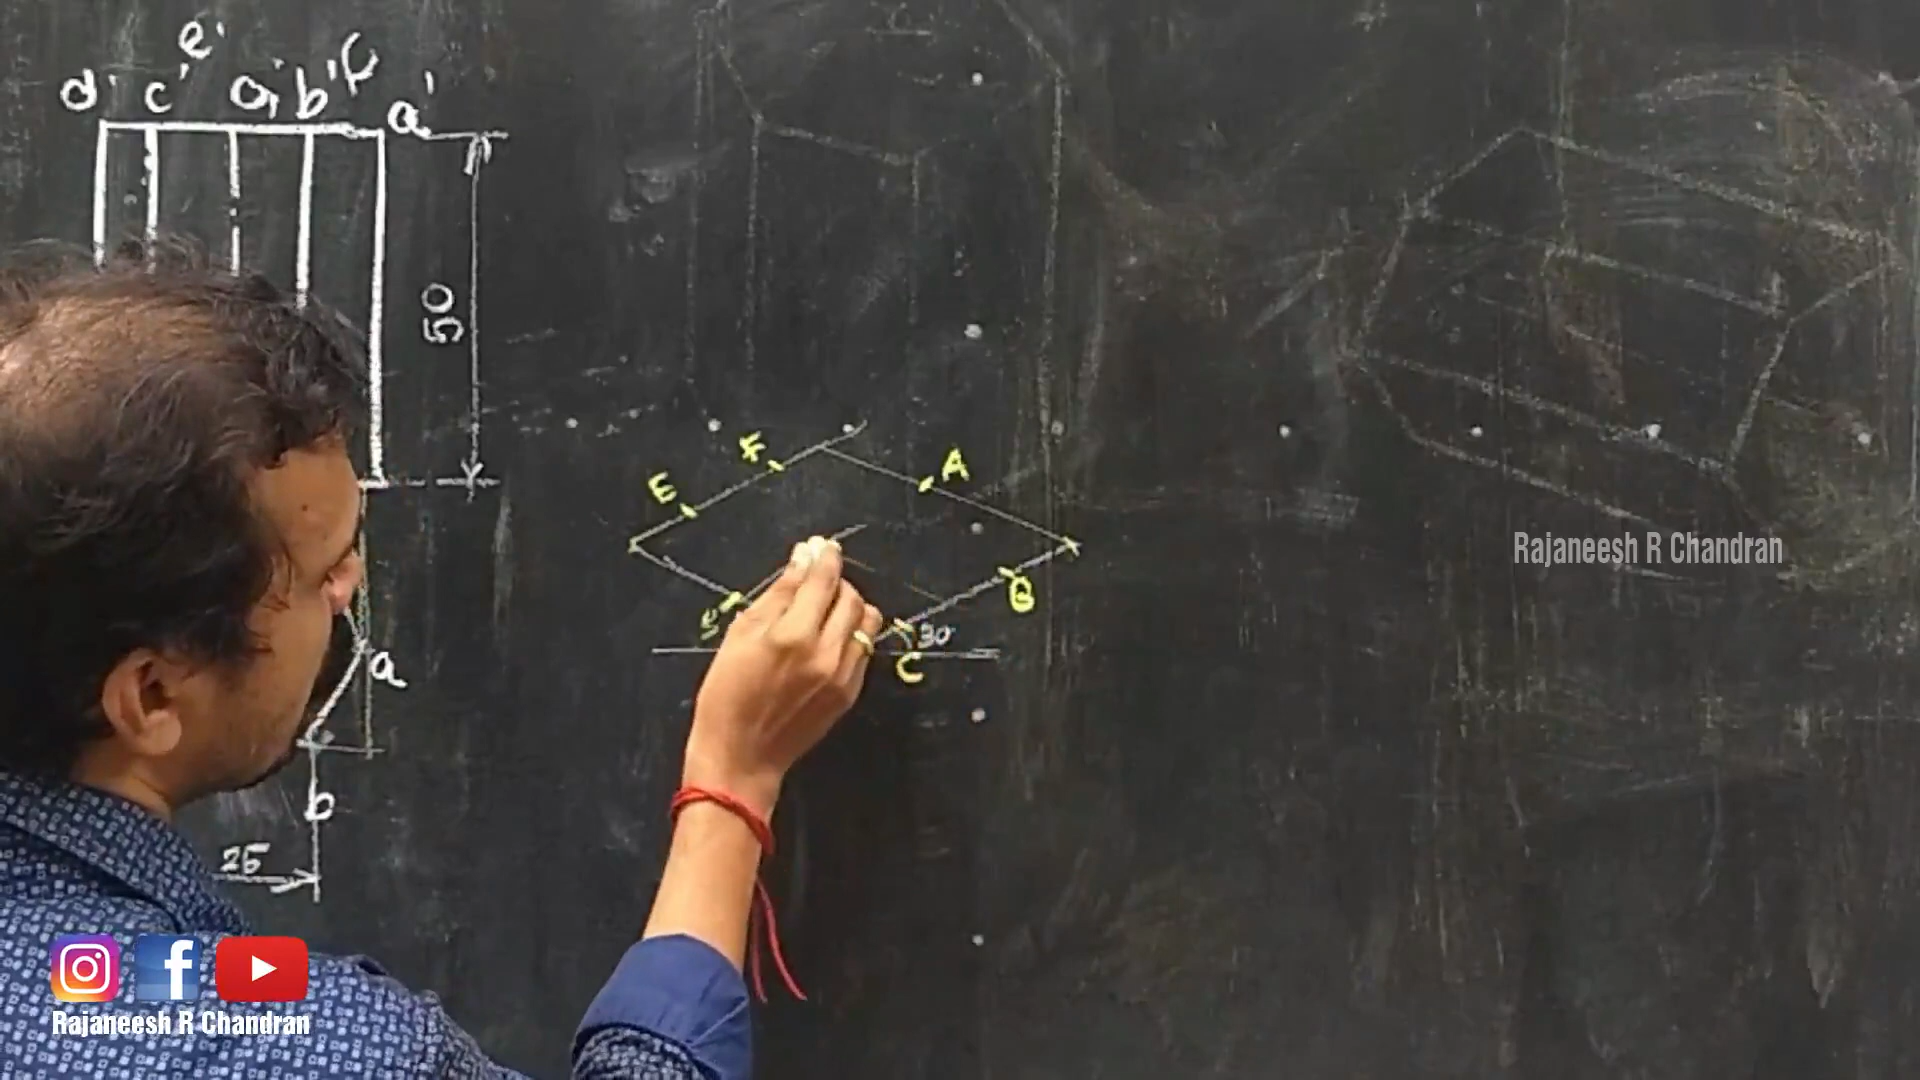 e'
d' c' o' b' f' a'
50
a
b
25
E F A
B
30°
C
Rajaneesh R Chandran
Rajaneesh R Chandran